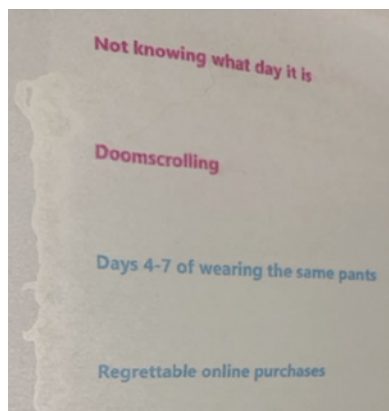 Not knowing what day it is
Doomscrolling
Days 4-7 of wearing the same pants
Regrettable online purchases